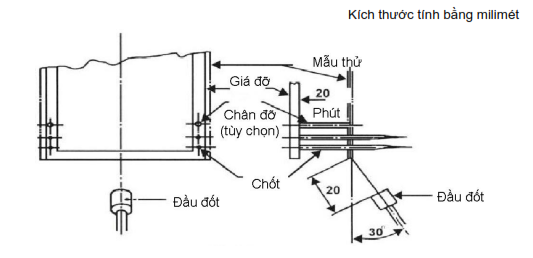 Kích thước tính bằng milimét
Mẫu thử
Giá đỡ
20
Chân đỡ
(tùy chọn)
Phút
Chốt
20
Đầu đốt
Đầu đốt
30°